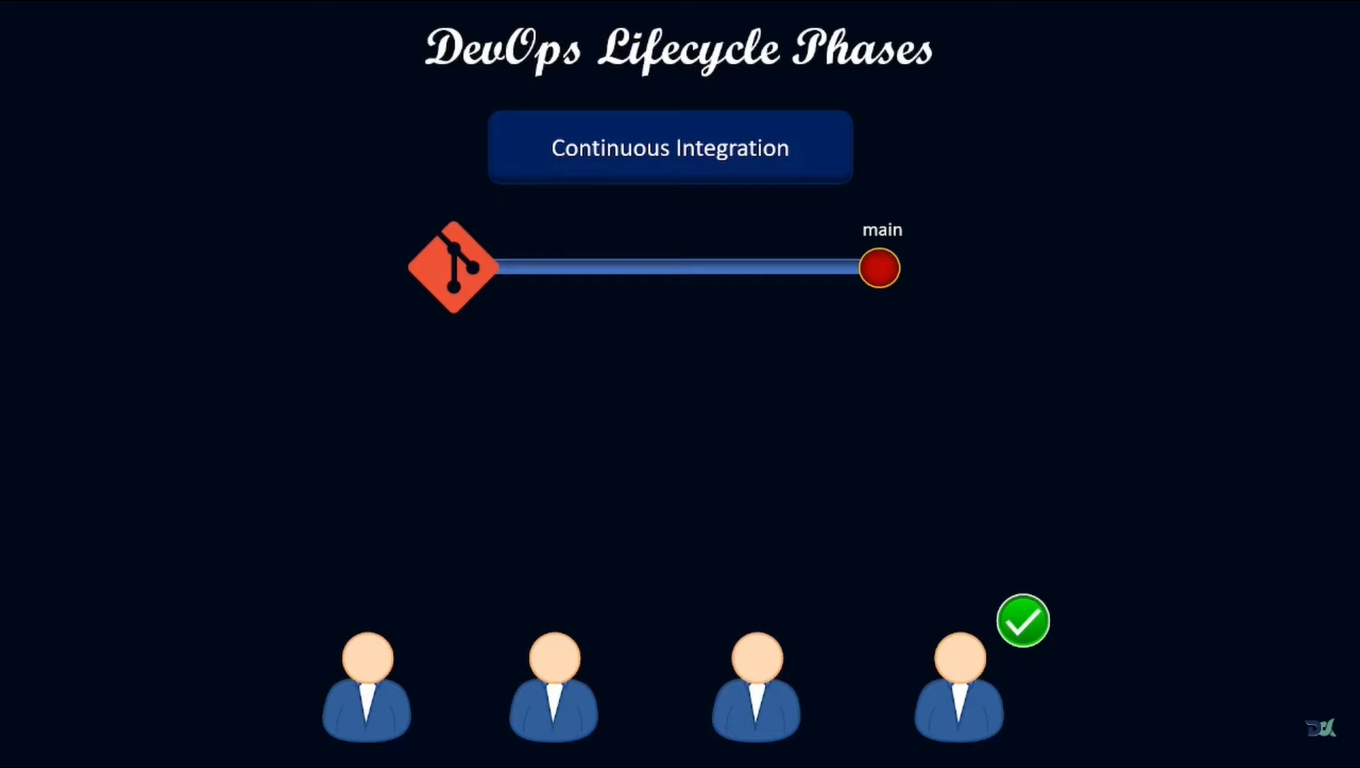 DevOps Lifecycle Phases
Continuous Integration
main